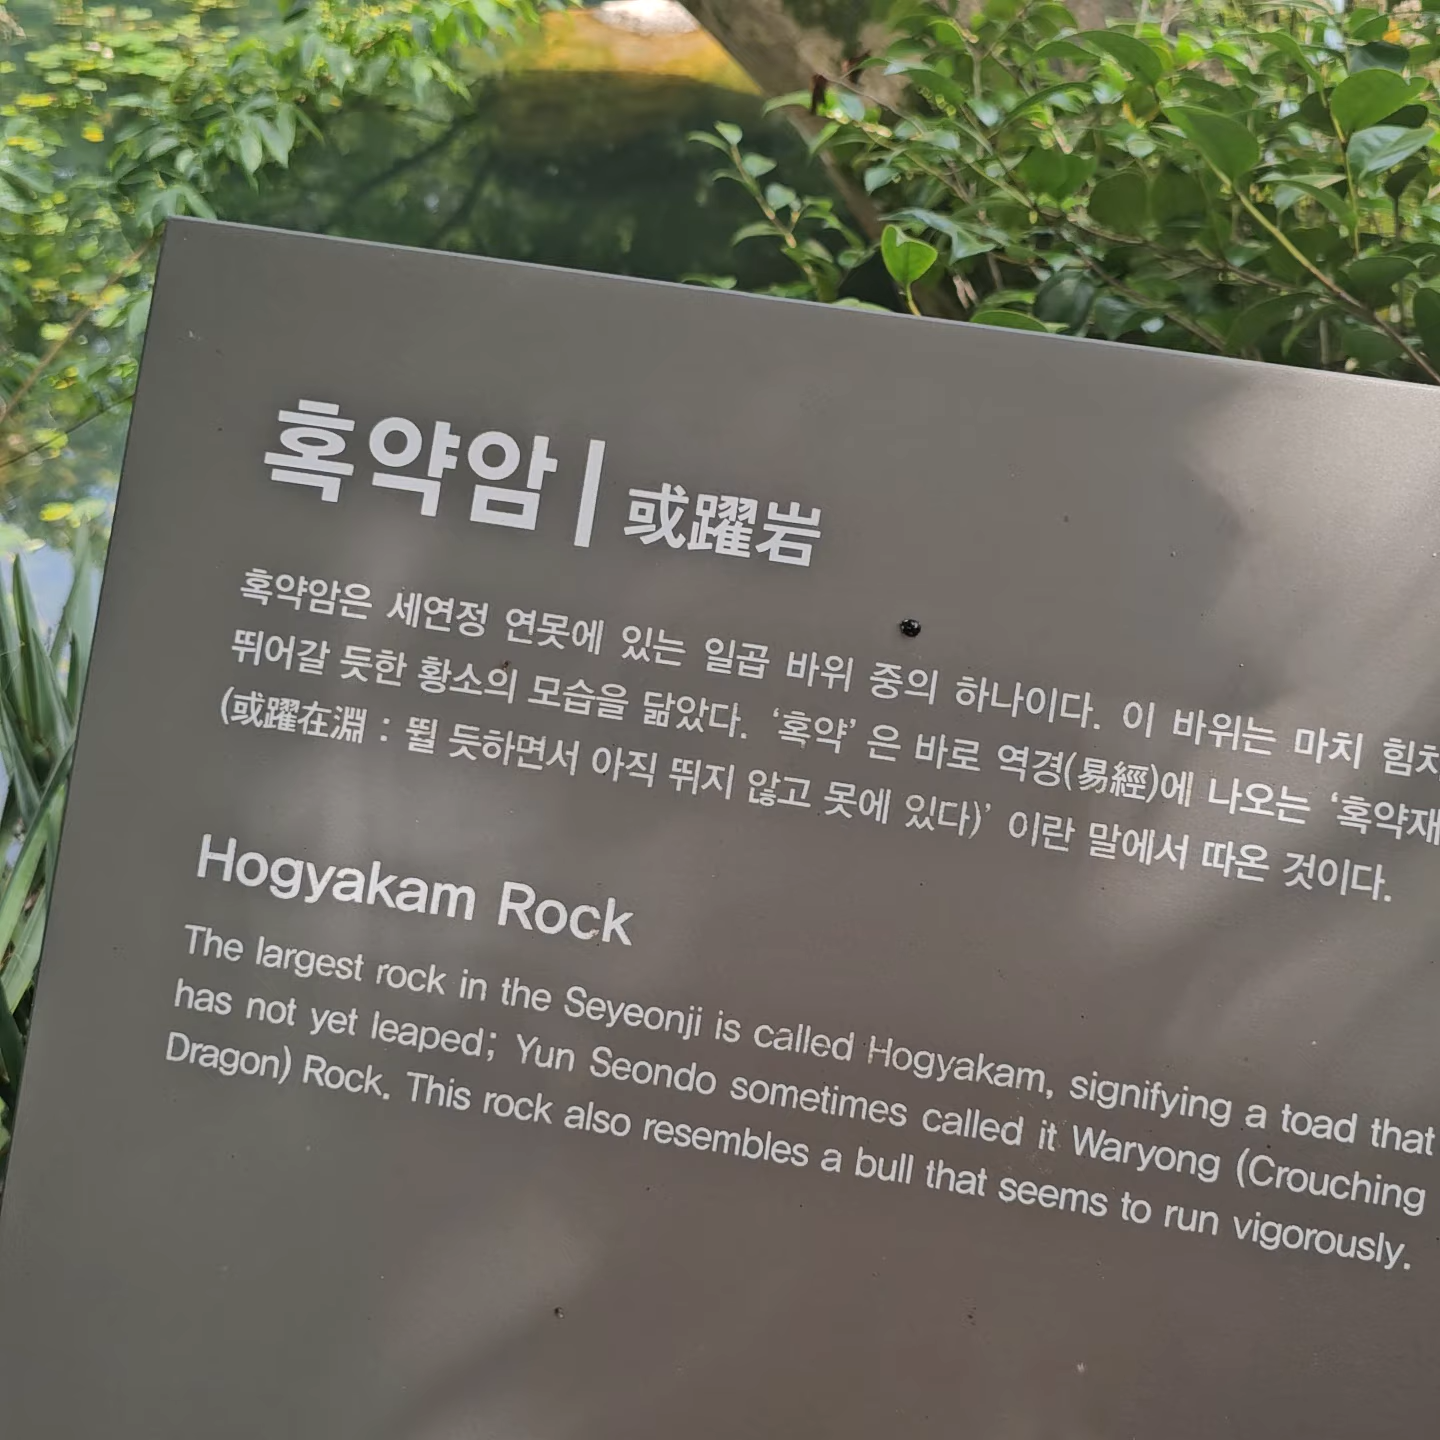 혹약암 | 或躍岩
혹약암은 세연정 연못에 있는 일곱 바위 중의 하나이다. 이 바위는 마치 힘차
뛰어갈 듯한 황소의 모습을 닮았다. ‘혹약’ 은 바로 역경(易經)에 나오는 ‘혹약재
(或躍在淵 : 뛸 듯하면서 아직 뛰지 않고 못에 있다)’ 이란 말에서 따온 것이다.
Hogyakam Rock
The largest rock in the Seyeonji is called Hogyakam, signifying a toad that
has not yet leaped; Yun Seondo sometimes called it Waryong (Crouching
Dragon) Rock. This rock also resembles a bull that seems to run vigorously.